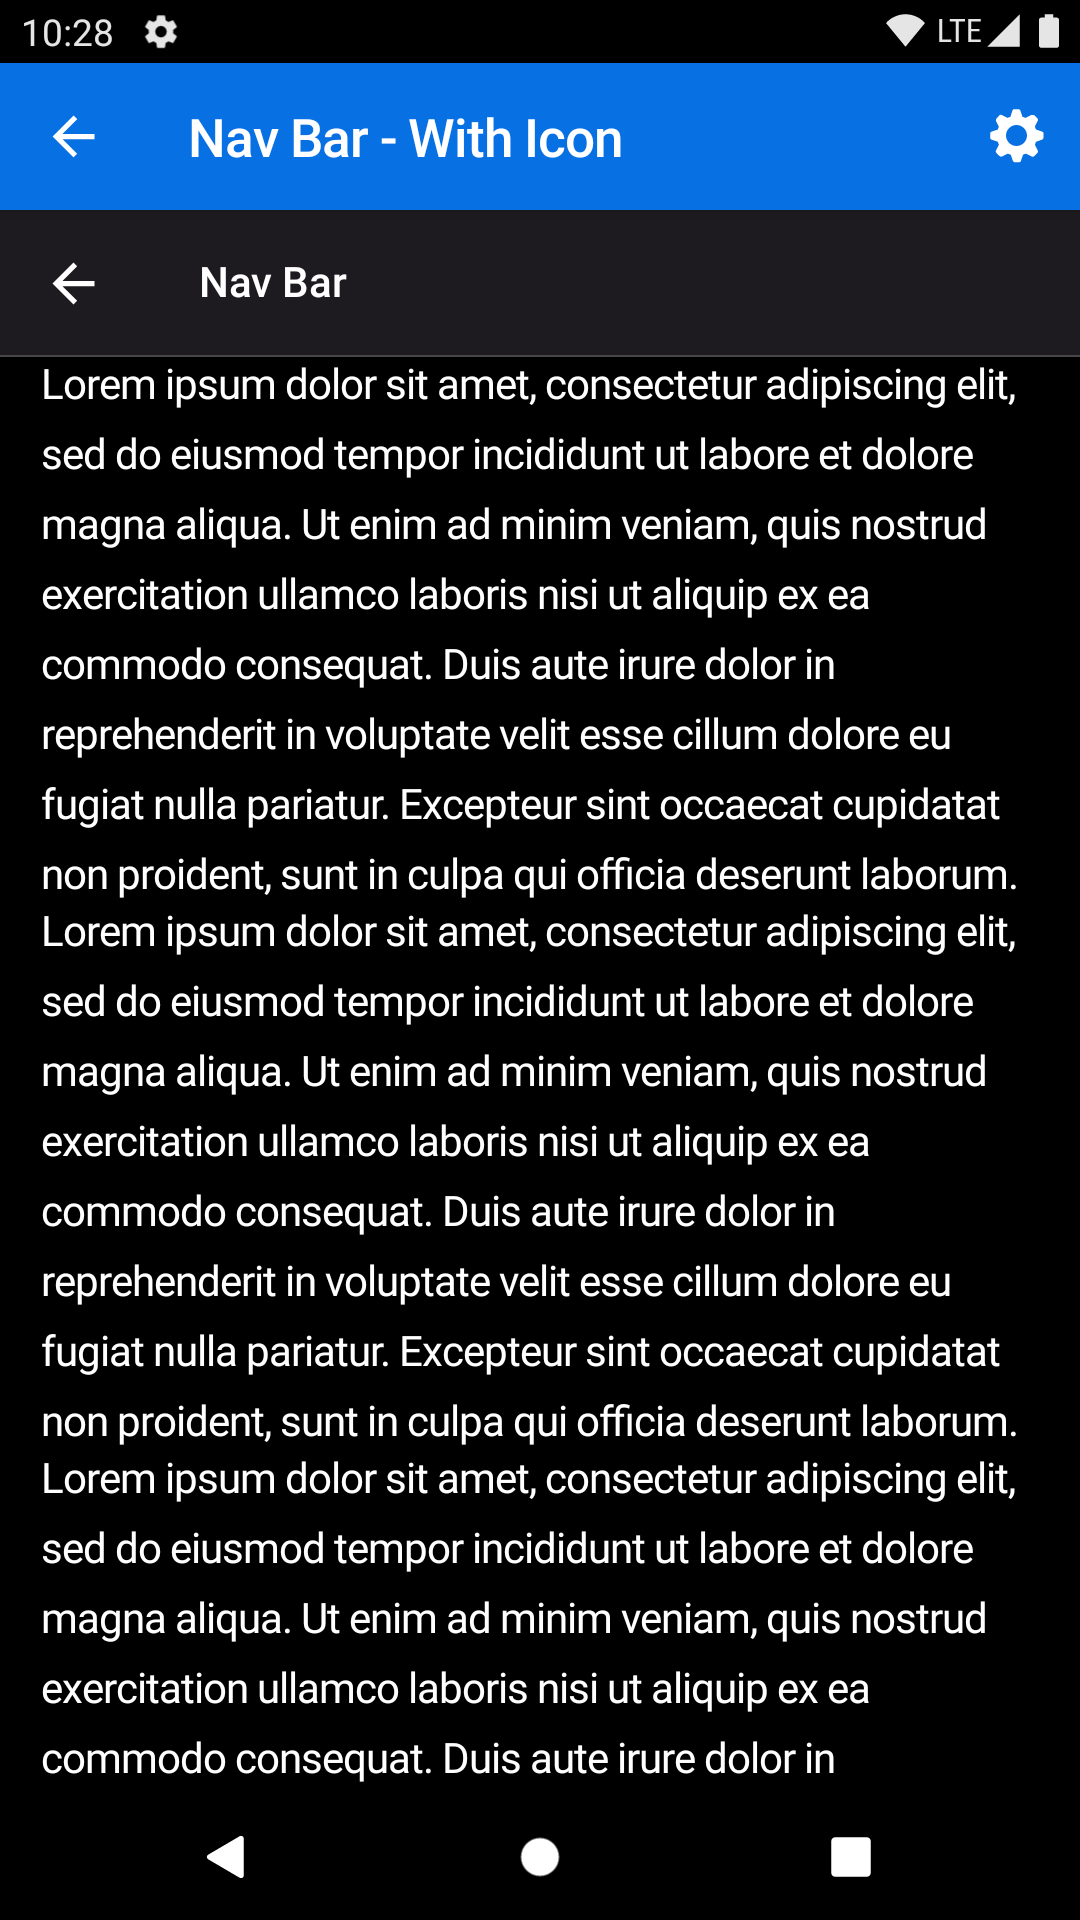 10:28
LTE
Nav Bar - With Icon
Nav Bar
Lorem ipsum dolor sit amet, consectetur adipiscing elit,
sed do eiusmod tempor incididunt ut labore et dolore
magna aliqua. Ut enim ad minim veniam, quis nostrud
exercitation ullamco laboris nisi ut aliquip ex ea
commodo consequat. Duis aute irure dolor in
reprehenderit in voluptate velit esse cillum dolore eu
fugiat nulla pariatur. Excepteur sint occaecat cupidatat
non proident, sunt in culpa qui officia deserunt laborum.
Lorem ipsum dolor sit amet, consectetur adipiscing elit,
sed do eiusmod tempor incididunt ut labore et dolore
magna aliqua. Ut enim ad minim veniam, quis nostrud
exercitation ullamco laboris nisi ut aliquip ex ea
commodo consequat. Duis aute irure dolor in
reprehenderit in voluptate velit esse cillum dolore eu
fugiat nulla pariatur. Excepteur sint occaecat cupidatat
non proident, sunt in culpa qui officia deserunt laborum.
Lorem ipsum dolor sit amet, consectetur adipiscing elit,
sed do eiusmod tempor incididunt ut labore et dolore
magna aliqua. Ut enim ad minim veniam, quis nostrud
exercitation ullamco laboris nisi ut aliquip ex ea
commodo consequat. Duis aute irure dolor in